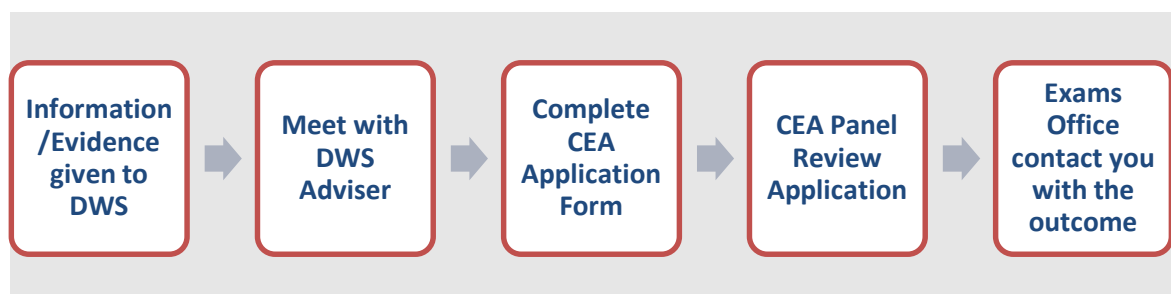 Information
/Evidence
given to
DWS
Meet with
DWS
Adviser
Complete
CEA
Application
Form
CEA Panel
Review
Application
Exams
Office
contact you
with the
outcome